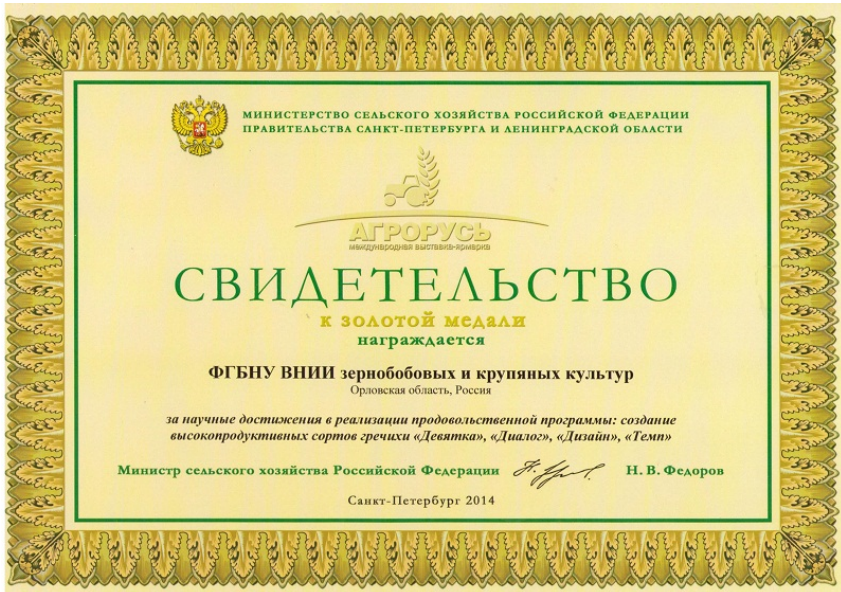 МИНИСТЕРСТВО СЕЛЬСКОГО ХОЗЯЙСТВА РОССИЙСКОЙ ФЕДЕРАЦИИ
ПРАВИТЕЛЬСТВА САНКТ-ПЕТЕРБУРГА И ЛЕНИНГРАДСКОЙ ОБЛАСТИ
АГРОРУСЬ
международная выставка-ярмарка
СВИДЕТЕЛЬСТВО
к золотой медали
награждается
ФГБНУ ВНИИ зернобобовых и крупяных культур
Орловская область, Россия
за научные достижения в реализации продовольственной программы: создание
высокопродуктивных сортов гречихи «Девятка», «Диалог», «Дизайн», «Темп»
Министр сельского хозяйства Российской Федерации Н. В. Федоров
Санкт-Петербург 2014